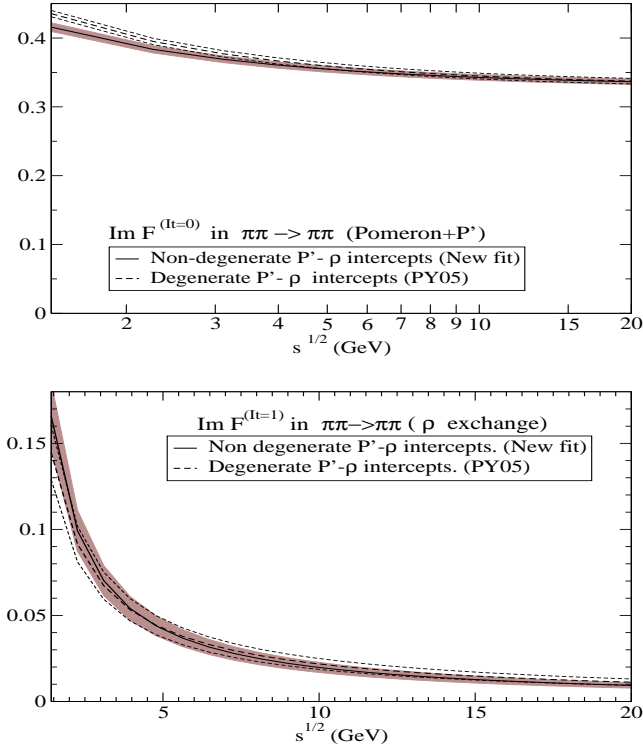 0.4
0.3
0.2
0.1
0
Im F (It=0) in ππ −> ππ (Pomeron+P')
Non-degenerate P'- ρ intercepts (New fit)
Degenerate P'- ρ intercepts (PY05)
2 3 4 5 6 7 8 9 10 15 20
s 1/2 (GeV)
0.15
0.1
0.05
0
Im F (It=1) in ππ−>ππ ( ρ exchange)
Non degenerate P'-ρ intercepts. (New fit)
Degenerate P'-ρ intercepts. (PY05)
5 10 15 20
s 1/2 (GeV)